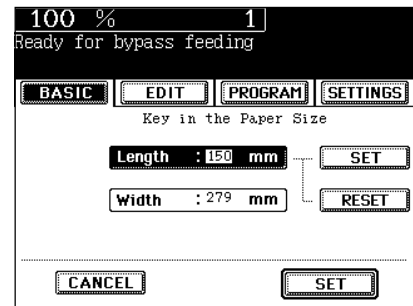 100 % 1
Ready for bypass feeding
BASIC EDIT PROGRAM SETTINGS
Key in the Paper Size
Length : 150 mm SET
Width : 279 mm RESET
CANCEL SET